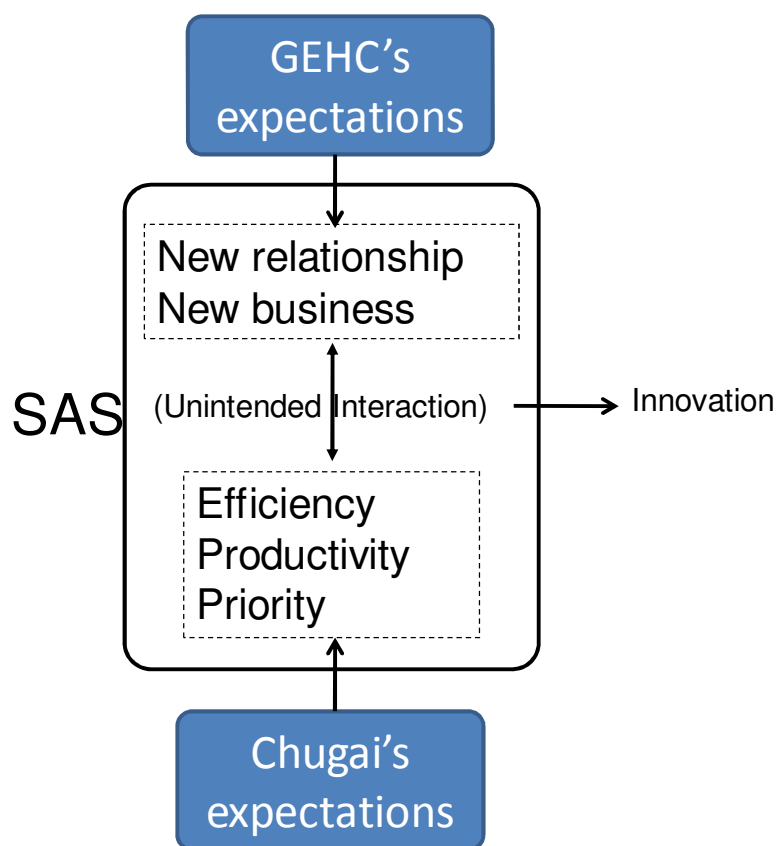 GEHC’s
expectations
New relationship
New business
SAS
(Unintended Interaction)
Innovation
Efficiency
Productivity
Priority
Chugai’s
expectations